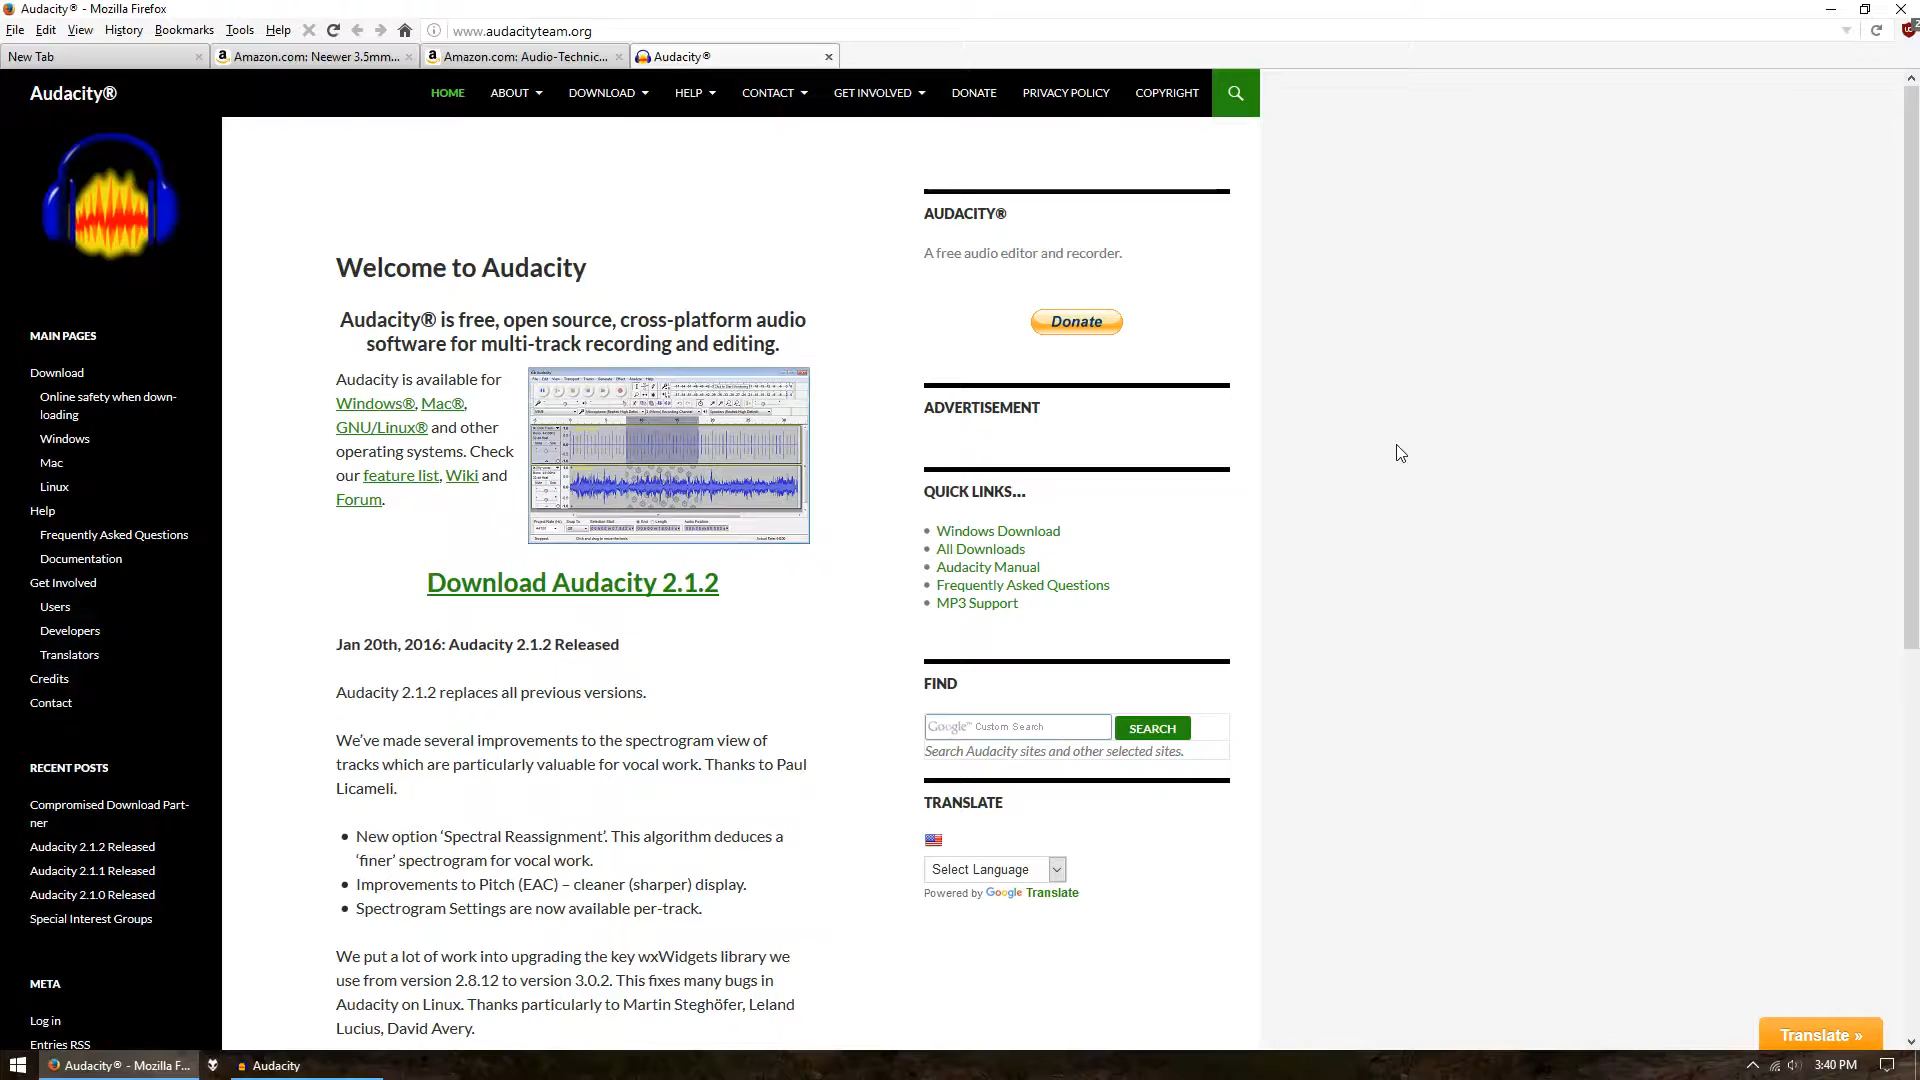 Audacity® - Mozilla Firefox
File Edit View History Bookmarks Tools Help
www.audacityteam.org
New Tab
Amazon.com: Neewer 3.5mm...
Amazon.com: Audio-Technic...
Audacity®
Audacity®
HOME ABOUT DOWNLOAD HELP CONTACT GET INVOLVED DONATE PRIVACY POLICY COPYRIGHT
MAIN PAGES
Download
Online safety when down-
loading
Windows
Mac
Linux
Help
Frequently Asked Questions
Documentation
Get Involved
Users
Developers
Translators
Credits
Contact
RECENT POSTS
Compromised Download Part-
ner
Audacity 2.1.2 Released
Audacity 2.1.1 Released
Audacity 2.1.0 Released
Special Interest Groups
META
Log in
Entries RSS
Welcome to Audacity
Audacity® is free, open source, cross-platform audio
software for multi-track recording and editing.
Audacity is available for
Windows®, Mac®,
GNU/Linux® and other
operating systems. Check
our feature list, Wiki and
Forum.
Download Audacity 2.1.2
Jan 20th, 2016: Audacity 2.1.2 Released
Audacity 2.1.2 replaces all previous versions.
We've made several improvements to the spectrogram view of
tracks which are particularly valuable for vocal work. Thanks to Paul
Licameli.
• New option ‘Spectral Reassignment’. This algorithm deduces a
‘finer’ spectrogram for vocal work.
• Improvements to Pitch (EAC) – cleaner (sharper) display.
• Spectrogram Settings are now available per-track.
We put a lot of work into upgrading the key wxWidgets library we
use from version 2.8.12 to version 3.0.2. This fixes many bugs in
Audacity on Linux. Thanks particularly to Martin Steghöfer, Leland
Lucius, David Avery.
AUDACITY®
A free audio editor and recorder.
Donate
ADVERTISEMENT
QUICK LINKS...
• Windows Download
• All Downloads
• Audacity Manual
• Frequently Asked Questions
• MP3 Support
FIND
Google™ Custom Search
SEARCH
Search Audacity sites and other selected sites.
TRANSLATE
Select Language
Powered by Google Translate
Translate »
Audacity® - Mozilla F...
Audacity
3:40 PM